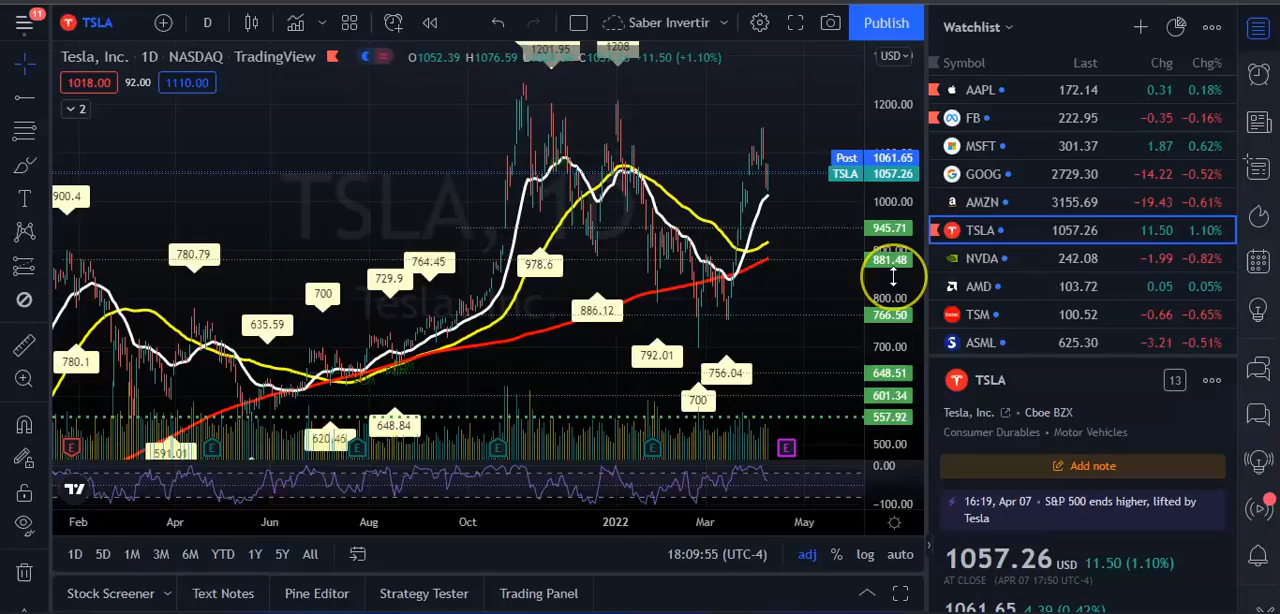 11
TSLA
D
Saber Invertir
Publish
Tesla, Inc. · 1D · NASDAQ · TradingView
O1052.39 H1076.59 +11.50 (+1.10%)
1018.00 92.00 1110.00
2
USD
TSLA, 1D
Tesla, Inc.
1201.95
1208
900.4
780.79
764.45
729.9
700
635.59
780.1
978.6
886.12
792.01
756.04
700
648.84
620.46
591.01
1200.00
Post 1061.65
TSLA 1057.26
1000.00
945.71
881.48
800.00
766.50
700.00
648.51
601.34
557.92
500.00
0.00
−100.00
E E E E E E
Feb Apr Jun Aug Oct 2022 Mar May
1D 5D 1M 3M 6M YTD 1Y 5Y All
18:09:55 (UTC-4) adj % log auto
Stock Screener Text Notes Pine Editor Strategy Tester Trading Panel
Watchlist
Symbol Last Chg Chg%
AAPL 172.14 0.31 0.18%
FB 222.95 −0.35 −0.16%
MSFT 301.37 1.87 0.62%
GOOG 2729.30 −14.22 −0.52%
AMZN 3155.69 −19.43 −0.61%
TSLA 1057.26 11.50 1.10%
NVDA 242.08 −1.99 −0.82%
AMD 103.72 0.05 0.05%
TSM 100.52 −0.66 −0.65%
ASML 625.30 −3.21 −0.51%
TSLA 13
Tesla, Inc. · Cboe BZX
Consumer Durables · Motor Vehicles
Add note
16:19, Apr 07 · S&P 500 ends higher, lifted by
Tesla
1057.26 USD 11.50 (1.10%)
AT CLOSE (APR 07 17:50 UTC-4)
1061.65 4.39 (0.42%)